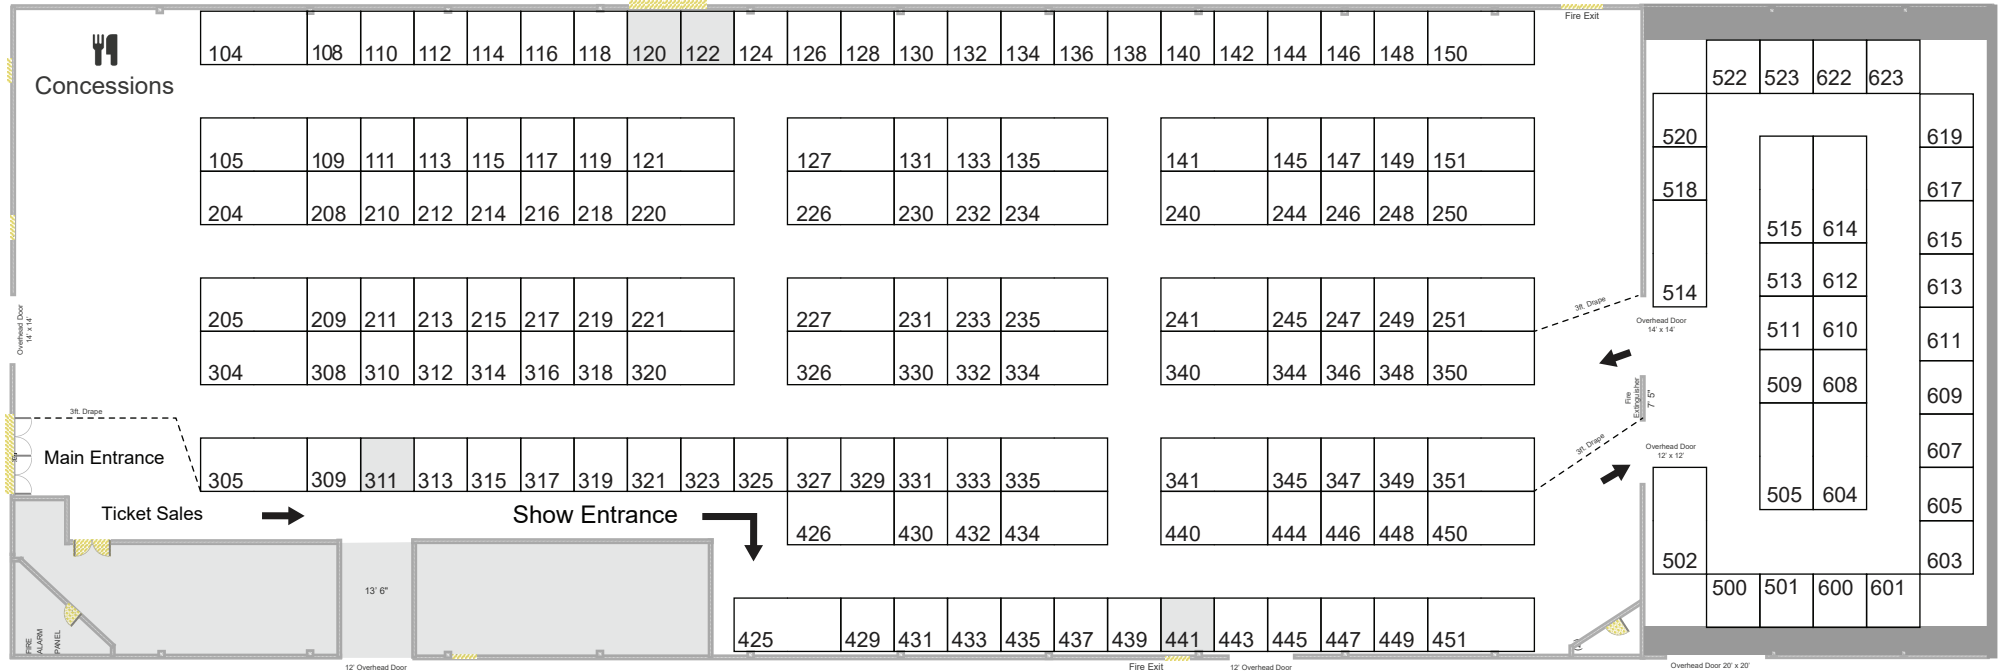 Fire Exit
104 108 110 112 114 116 118 120 122 124 126 128 130 132 134 136 138 140 142 144 146 148 150
Concessions
522 523 622 623
520 619
105 109 111 113 115 117 119 121 127 131 133 135 141 145 147 149 151
518 617
204 208 210 212 214 216 218 220 226 230 232 234 240 244 246 248 250
515 614 615
513 612 613
514
3ft. Drape
205 209 211 213 215 217 219 221 227 231 233 235 241 245 247 249 251
Overhead Door
14' x 14'
Overhead Door
14' x 14'
511 610 611
304 308 310 312 314 316 318 320 326 330 332 334 340 344 346 348 350
509 608 609
Fire
Extinguisher
7' 5"
3ft. Drape
3ft. Drape
Main Entrance
Overhead Door
12' x 12'
607
305 309 311 313 315 317 319 321 323 325 327 329 331 333 335 341 345 347 349 351
505 604 605
Ticket Sales
Show Entrance
426 430 432 434 440 444 446 448 450
502 603
13' 6"
500 501 600 601
FIRE
ALARM
PANEL
425 429 431 433 435 437 439 441 443 445 447 449 451
12' Overhead Door
Fire Exit
12' Overhead Door
Overhead Door 20' x 20'